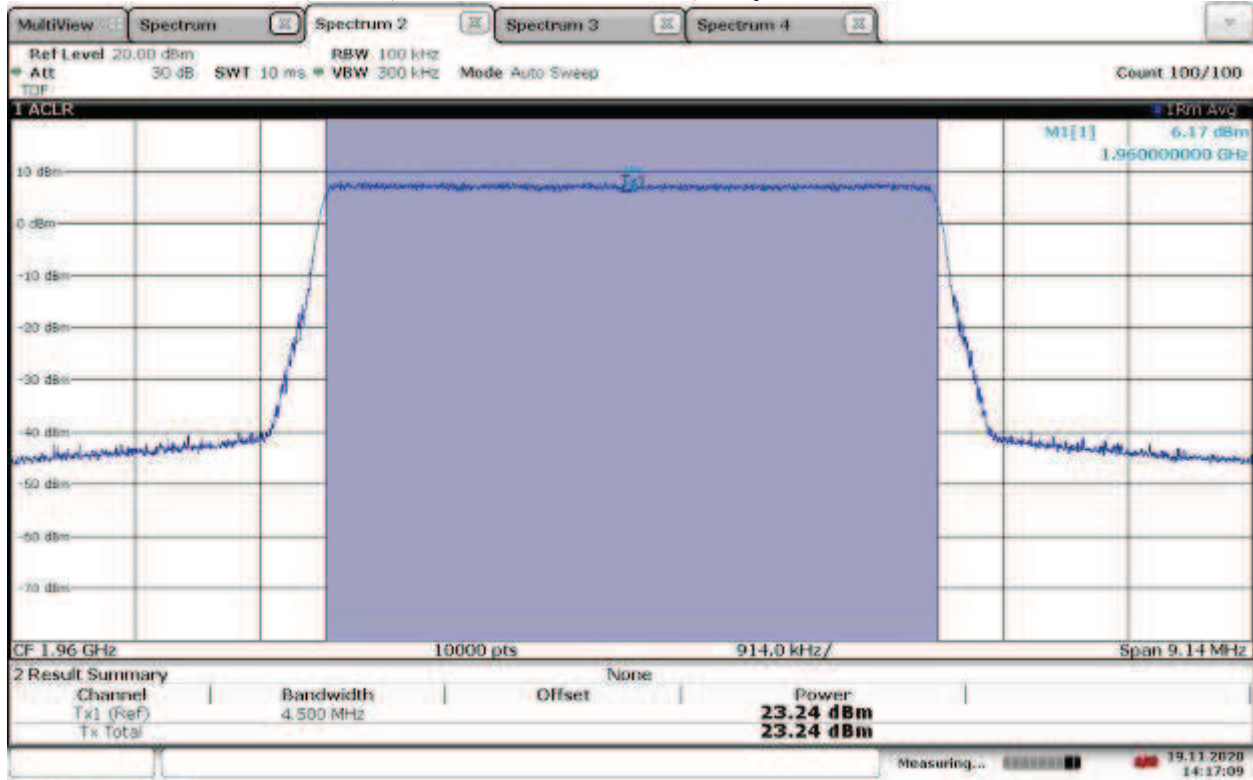 MultiView Spectrum Spectrum 2 Spectrum 3 Spectrum 4
Ref Level 20.00 dBm RBW 100 kHz
Att 30 dB SWT 10 ms VBW 300 kHz Mode Auto Sweep Count 100/100
TDF
1 ACLR 1Rm Avg
M1[1] 6.17 dBm
1.960000000 GHz
10 dBm
Tx1
0 dBm
-10 dBm
-20 dBm
-30 dBm
-40 dBm
-50 dBm
-60 dBm
-70 dBm
CF 1.96 GHz 10000 pts 914.0 kHz/ Span 9.14 MHz
2 Result Summary None
Channel Bandwidth Offset Power
Tx1 (Ref) 4.500 MHz 23.24 dBm
Tx Total 23.24 dBm
Measuring... 19.11.2020
14:17:09